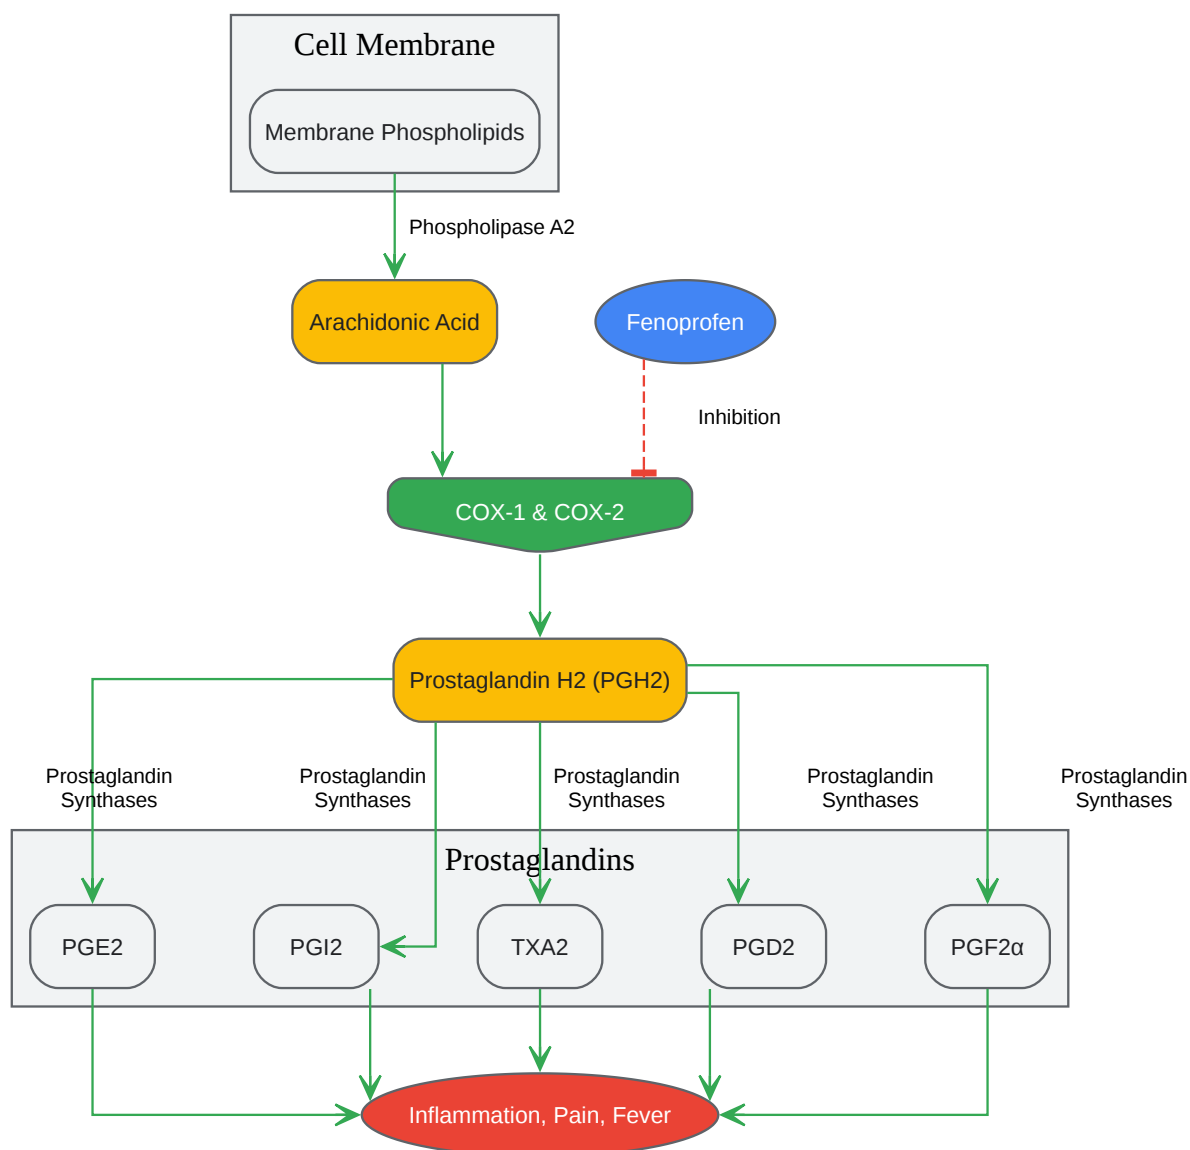 Cell Membrane
Membrane Phospholipids
Phospholipase A2
Arachidonic Acid
Fenoprofen
Inhibition
COX-1 & COX-2
Prostaglandin H2 (PGH2)
Prostaglandin
Synthases
Prostaglandin
Synthases
Prostaglandin
Synthases
Prostaglandin
Synthases
Prostaglandin
Synthases
Prostaglandins
PGE2
PGI2
TXA2
PGD2
PGF2α
Inflammation, Pain, Fever